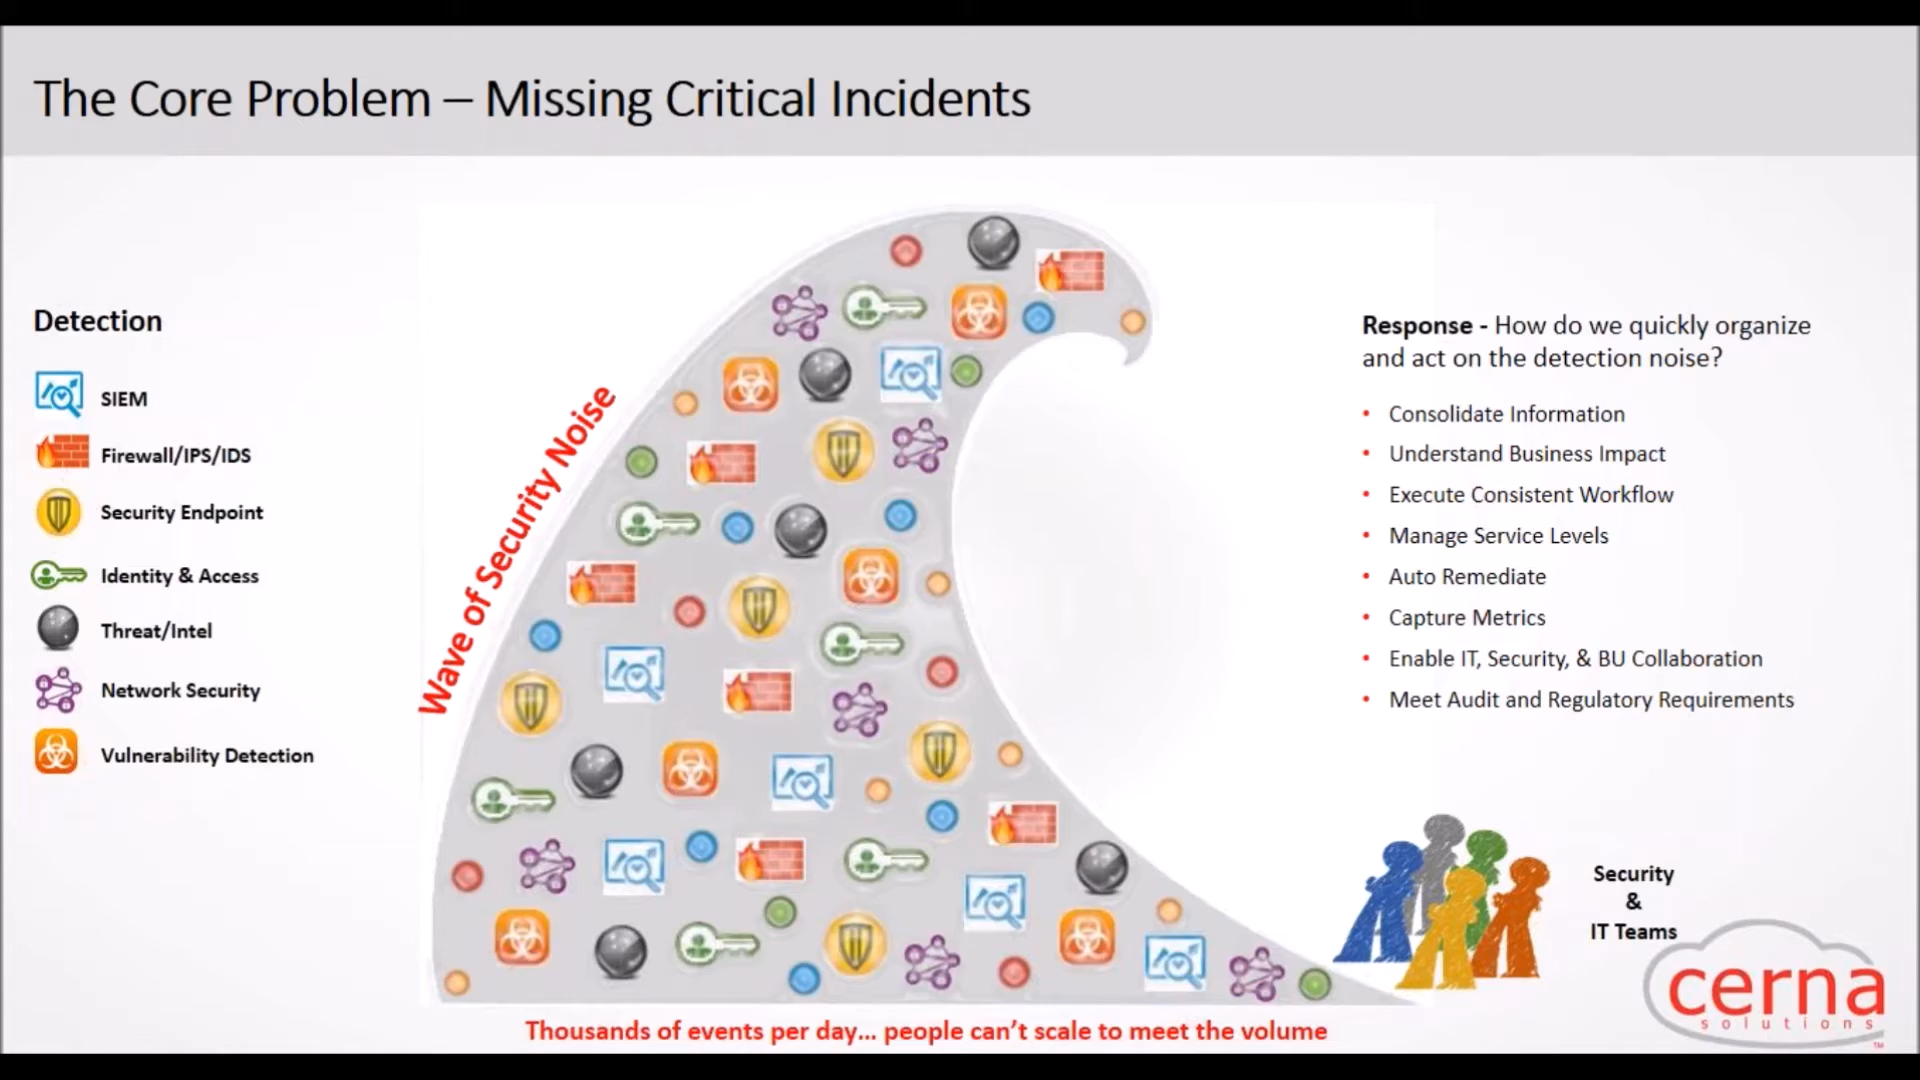 The Core Problem – Missing Critical Incidents
Detection
SIEM
Firewall/IPS/IDS
Security Endpoint
Identity & Access
Threat/Intel
Network Security
Vulnerability Detection
Wave of Security Noise
Response - How do we quickly organize
and act on the detection noise?
• Consolidate Information
• Understand Business Impact
• Execute Consistent Workflow
• Manage Service Levels
• Auto Remediate
• Capture Metrics
• Enable IT, Security, & BU Collaboration
• Meet Audit and Regulatory Requirements
Security
&
IT Teams
cerna
solutions
TM
Thousands of events per day... people can't scale to meet the volume